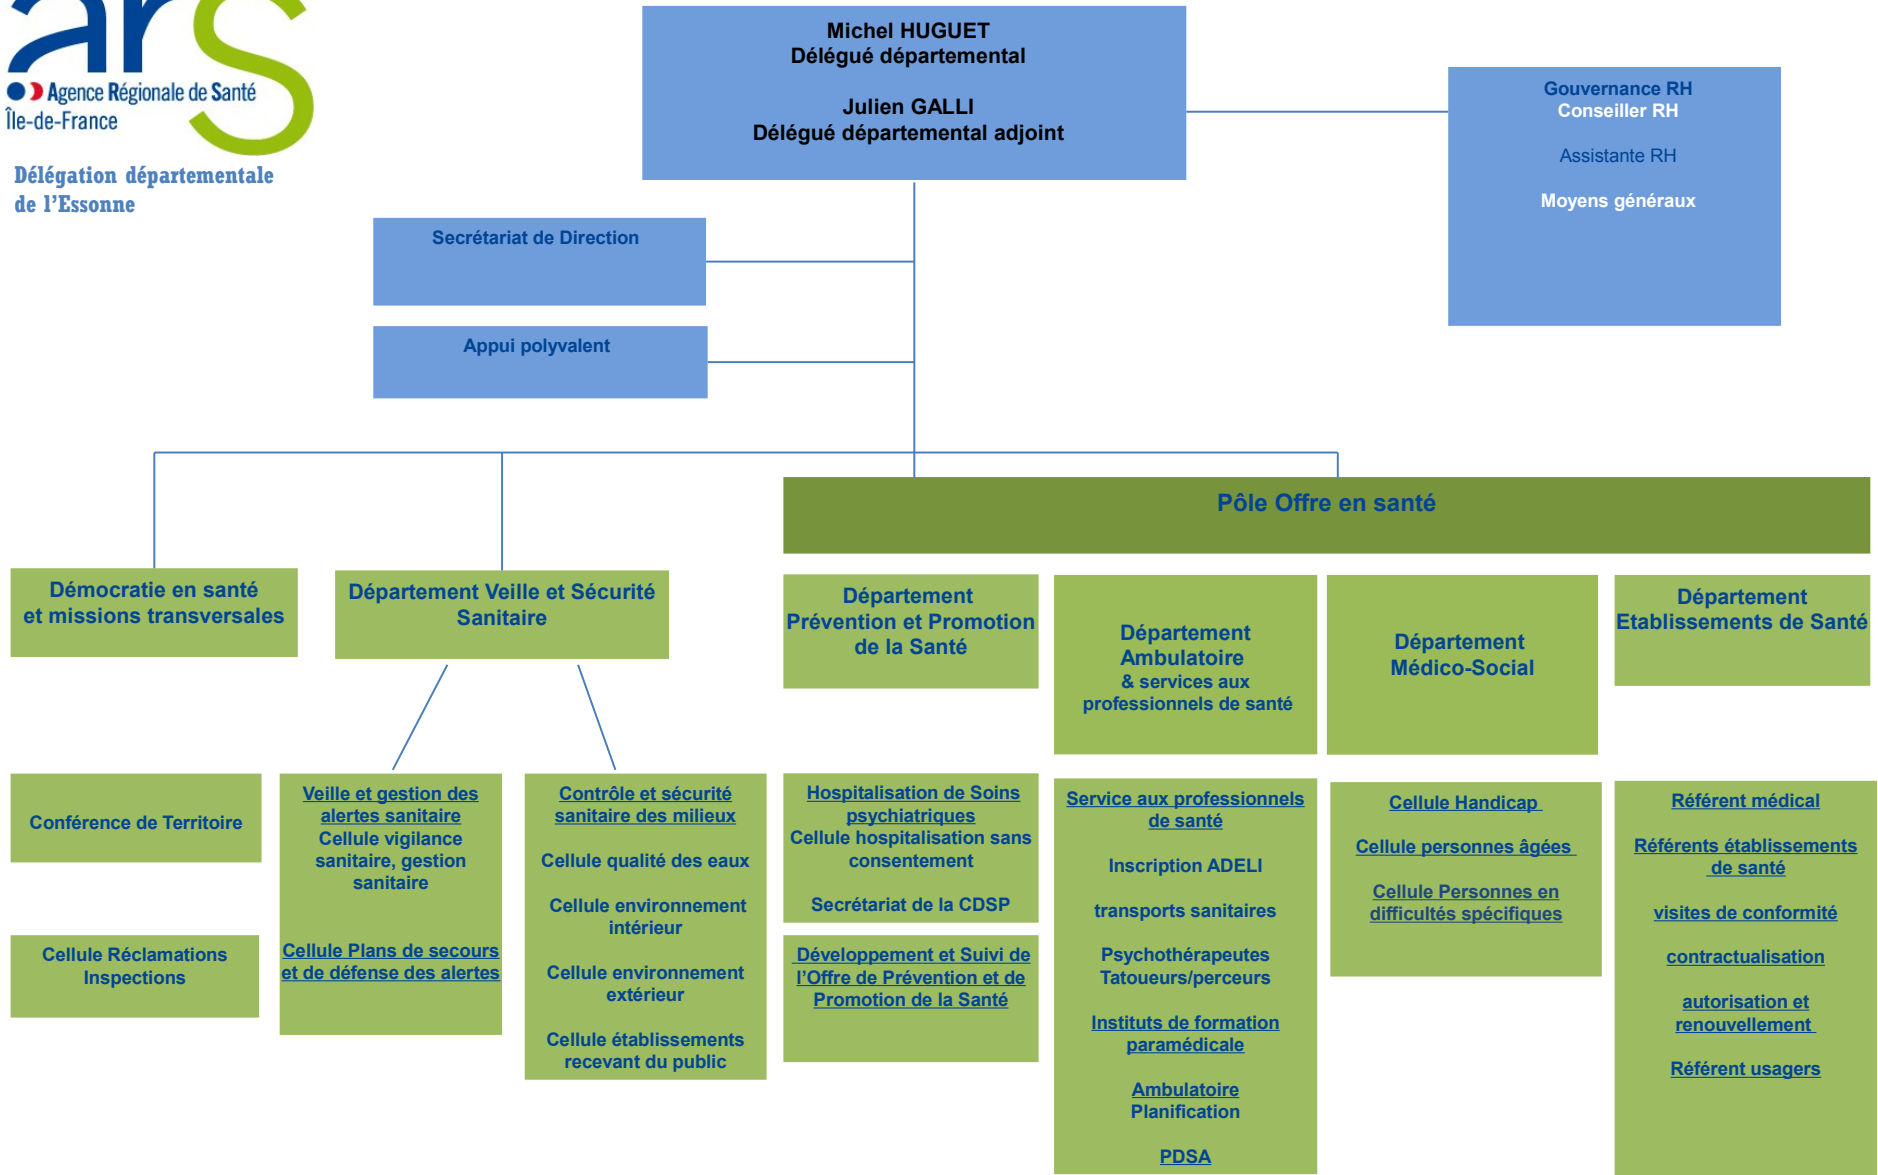 ars
Agence Régionale de Santé
Île-de-France
Délégation départementale
de l'Essonne
Michel HUGUET
Délégué départemental
Julien GALLI
Délégué départemental adjoint
Gouvernance RH
Conseiller RH
Assistante RH
Moyens généraux
Secrétariat de Direction
Appui polyvalent
Pôle Offre en santé
Démocratie en santé
et missions transversales
Département Veille et Sécurité
Sanitaire
Département
Prévention et Promotion
de la Santé
Département
Ambulatoire
& services aux
professionnels de santé
Département
Médico-Social
Département
Etablissements de Santé
Conférence de Territoire
Cellule Réclamations
Inspections
Veille et gestion des
alertes sanitaire
Cellule vigilance
sanitaire, gestion
sanitaire
Cellule Plans de secours
et de défense des alertes
Contrôle et sécurité
sanitaire des milieux
Cellule qualité des eaux
Cellule environnement
intérieur
Cellule environnement
extérieur
Cellule établissements
recevant du public
Hospitalisation de Soins
psychiatriques
Cellule hospitalisation sans
consentement
Secrétariat de la CDSP
Développement et Suivi de
l'Offre de Prévention et de
Promotion de la Santé
Service aux professionnels
de santé
Inscription ADELI
transports sanitaires
Psychothérapeutes
Tatoueurs/perceurs
Instituts de formation
paramédicale
Ambulatoire
Planification
PDSA
Cellule Handicap
Cellule personnes âgées
Cellule Personnes en
difficultés spécifiques
Référent médical
Référents établissements
de santé
visites de conformité
contractualisation
autorisation et
renouvellement
Référent usagers